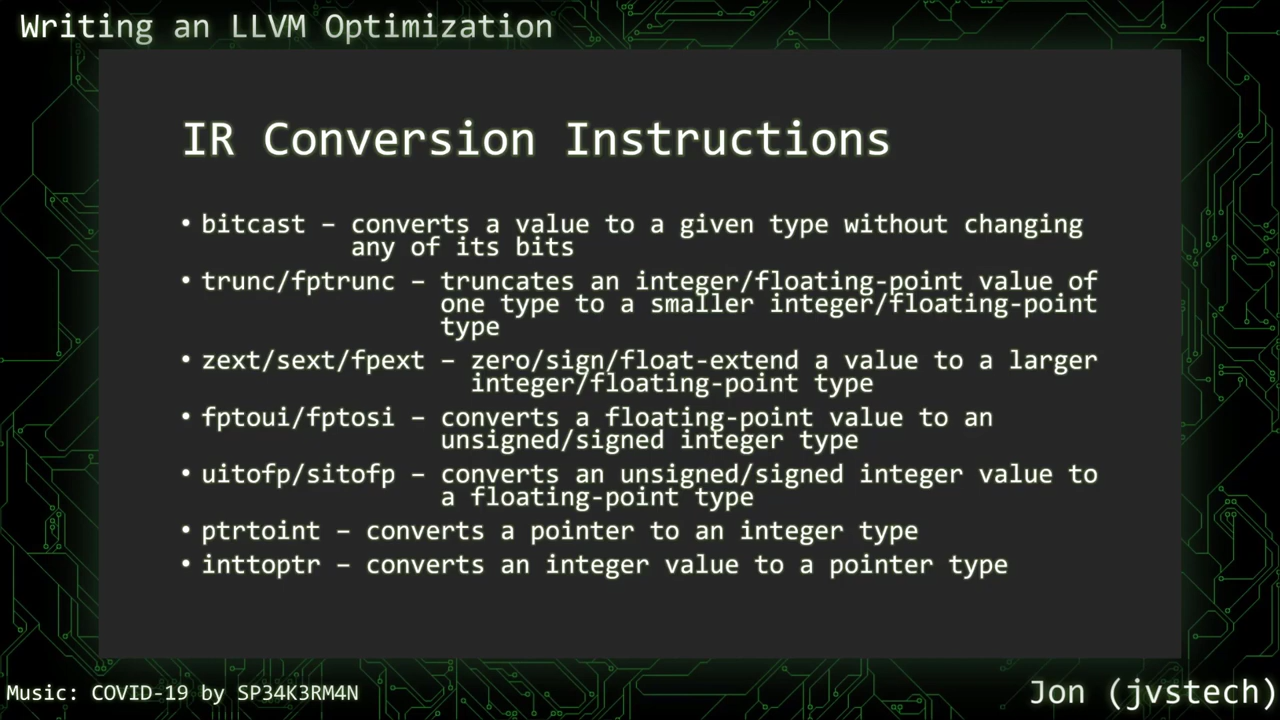 Writing an LLVM Optimization
IR Conversion Instructions
• bitcast – converts a value to a given type without changing
any of its bits
• trunc/fptrunc – truncates an integer/floating-point value of
one type to a smaller integer/floating-point
type
• zext/sext/fpext – zero/sign/float-extend a value to a larger
integer/floating-point type
• fptoui/fptosi – converts a floating-point value to an
unsigned/signed integer type
• uitofp/sitofp – converts an unsigned/signed integer value to
a floating-point type
• ptrtoint – converts a pointer to an integer type
• inttoptr – converts an integer value to a pointer type
Music: COVID-19 by SP34K3RM4N
Jon (jvstech)